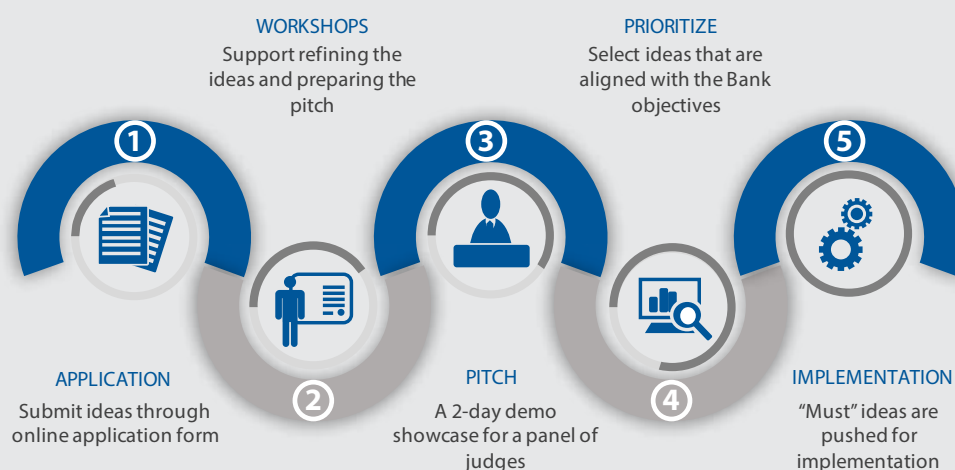 1
APPLICATION
Submit ideas through
online application form
WORKSHOPS
Support refining the
ideas and preparing the
pitch
2
3
PITCH
A 2-day demo
showcase for a panel of
judges
PRIORITIZE
Select ideas that are
aligned with the Bank
objectives
4
5
IMPLEMENTATION
“Must” ideas are
pushed for
implementation